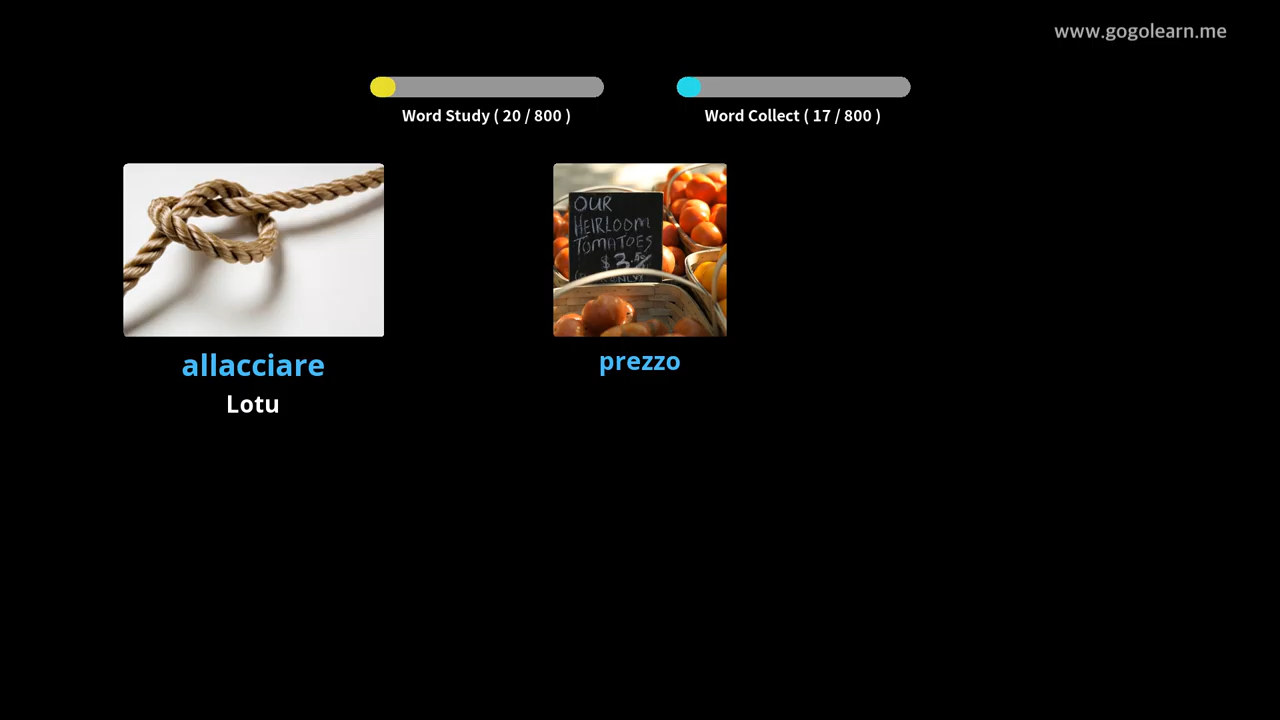 www.gogolearn.me
Word Study ( 20 / 800 )
Word Collect ( 17 / 800 )
OUR
HEIRLOOM
TOMATOES
allacciare
prezzo
Lotu